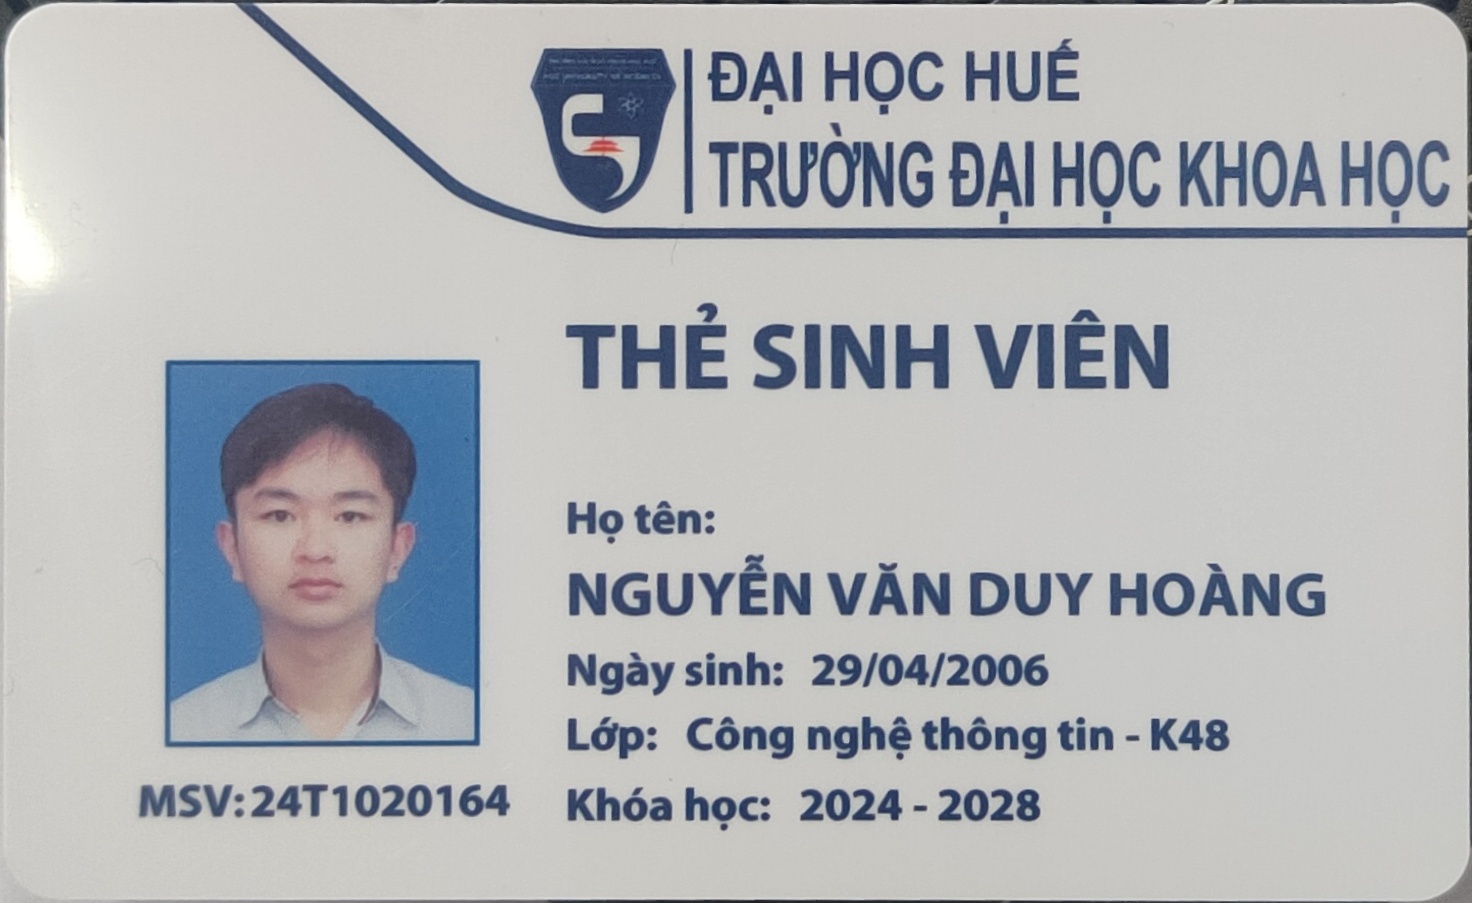 ĐẠI HỌC HUẾ
TRƯỜNG ĐẠI HỌC KHOA HỌC
THẺ SINH VIÊN
Họ tên:
NGUYỄN VĂN DUY HOÀNG
Ngày sinh: 29/04/2006
Lớp: Công nghệ thông tin - K48
Khóa học: 2024 - 2028
MSV: 24T1020164